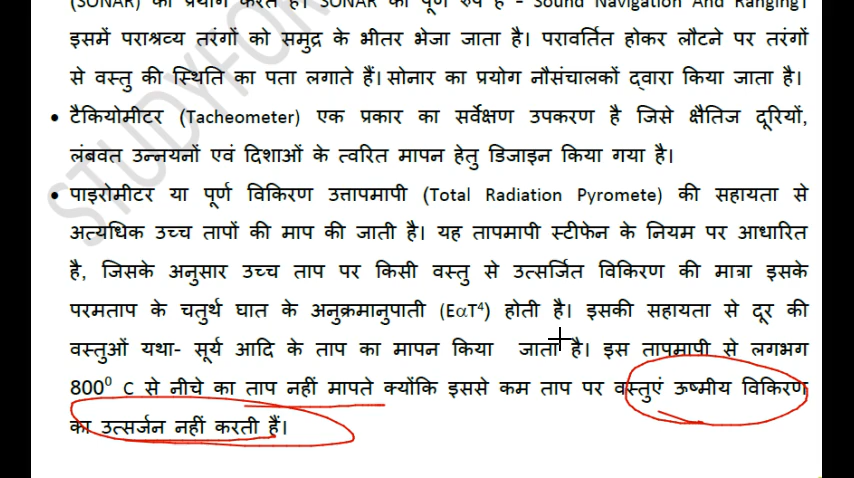 (SONAR) का प्रयोग करते हैं। SONAR का पूर्ण रुप है – Sound Navigation And Ranging।
इसमें पराश्रव्य तरंगों को समुद्र के भीतर भेजा जाता है। परावर्तित होकर लौटने पर तरंगों
से वस्तु की स्थिति का पता लगाते हैं। सोनार का प्रयोग नौसंचालकों द्वारा किया जाता है।
• टैकियोमीटर (Tacheometer) एक प्रकार का सर्वेक्षण उपकरण है जिसे क्षैतिज दूरियों,
लंबवत उन्नयनों एवं दिशाओं के त्वरित मापन हेतु डिजाइन किया गया है।
• पाइरोमीटर या पूर्ण विकिरण उत्तापमापी (Total Radiation Pyromete) की सहायता से
अत्यधिक उच्च तापों की माप की जाती है। यह तापमापी स्टीफेन के नियम पर आधारित
है, जिसके अनुसार उच्च ताप पर किसी वस्तु से उत्सर्जित विकिरण की मात्रा इसके
परमताप के चतुर्थ घात के अनुक्रमानुपाती (EαT⁴) होती है। इसकी सहायता से दूर की
वस्तुओं यथा- सूर्य आदि के ताप का मापन किया जाता है। इस तापमापी से लगभग
800⁰ C से नीचे का ताप नहीं मापते क्योंकि इससे कम ताप पर वस्तुएं ऊष्मीय विकिरण
का उत्सर्जन नहीं करती हैं।
STUDYFOR